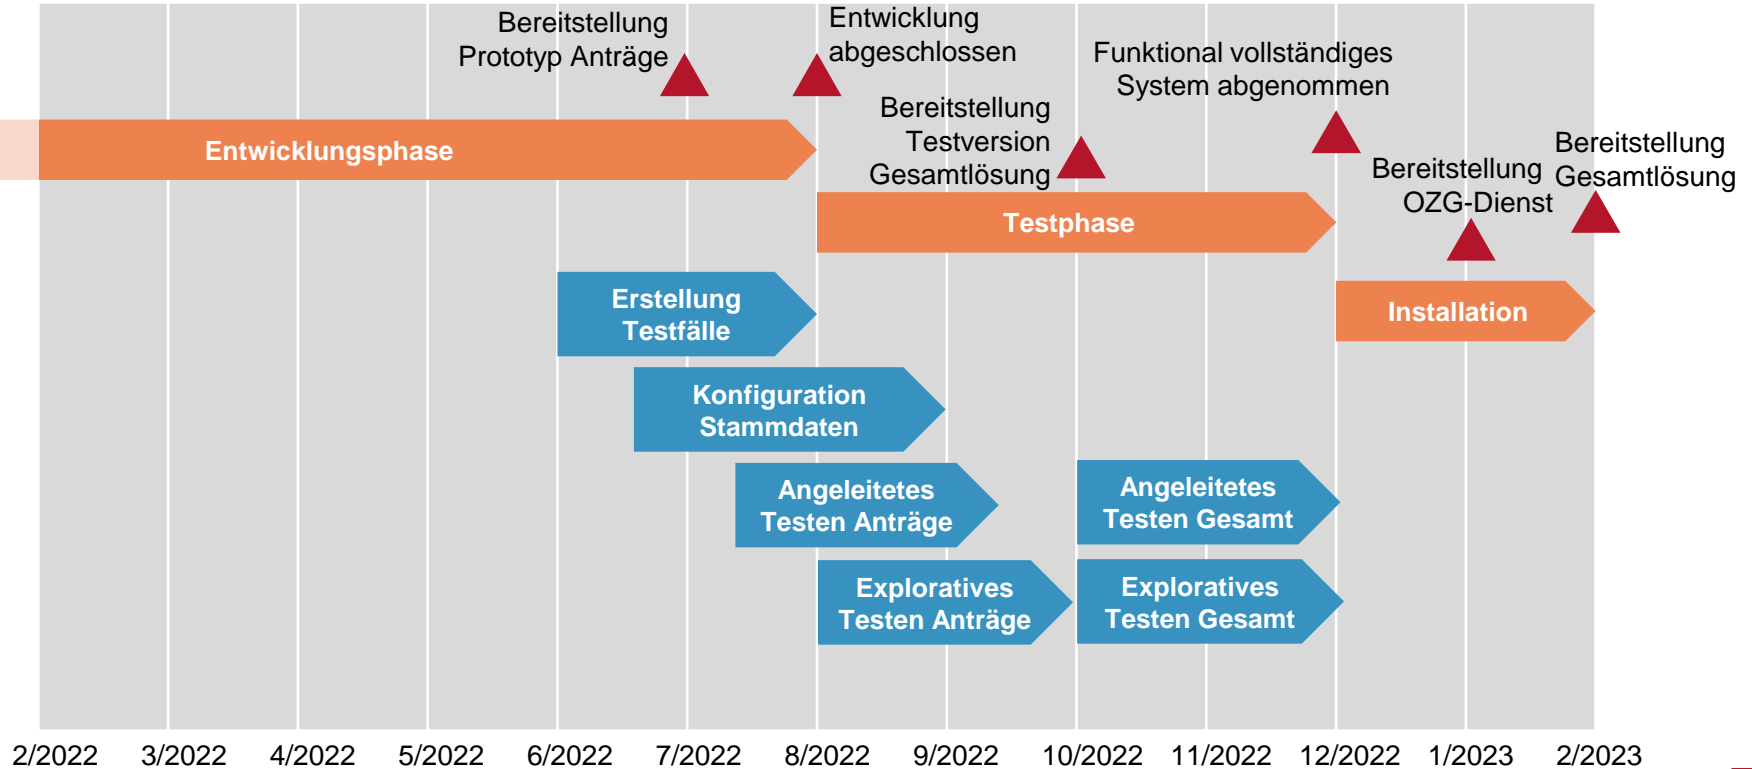 Bereitstellung
Prototyp Anträge
Entwicklung
abgeschlossen
Funktional vollständiges
System abgenommen
Bereitstellung
Testversion
Gesamtlösung
Bereitstellung
OZG-Dienst
Bereitstellung
Gesamtlösung
Entwicklungsphase
Testphase
Erstellung
Testfälle
Installation
Konfiguration
Stammdaten
Angeleitetes
Testen Anträge
Angeleitetes
Testen Gesamt
Exploratives
Testen Anträge
Exploratives
Testen Gesamt
2/2022 3/2022 4/2022 5/2022 6/2022 7/2022 8/2022 9/2022 10/2022 11/2022 12/2022 1/2023 2/2023